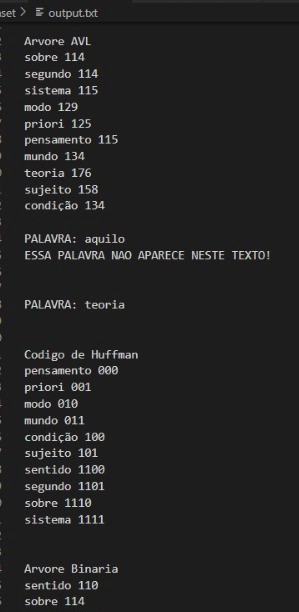 set > output.txt
Arvore AVL
sobre 114
segundo 114
sistema 115
modo 129
priori 125
pensamento 115
mundo 134
teoria 176
sujeito 158
condição 134
PALAVRA: aquilo
ESSA PALAVRA NAO APARECE NESTE TEXTO!
PALAVRA: teoria
Codigo de Huffman
pensamento 000
priori 001
modo 010
mundo 011
condição 100
sujeito 101
sentido 1100
segundo 1101
sobre 1110
sistema 1111
Arvore Binaria
sentido 110
sobre 114